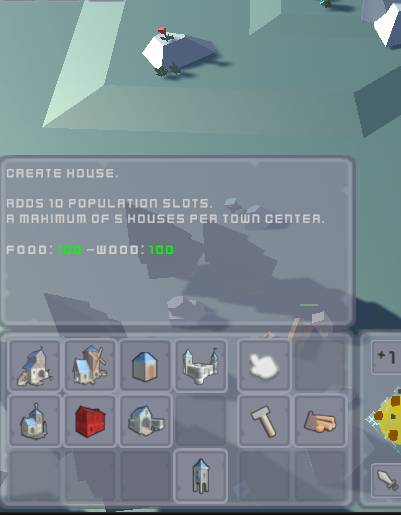 CREATE HOUSE.
ADDS 10 POPULATION SLOTS.
A MAXIMUM OF 5 HOUSES PER TOWN CENTER.
FOOD: 100 -WOOD: 100
+1